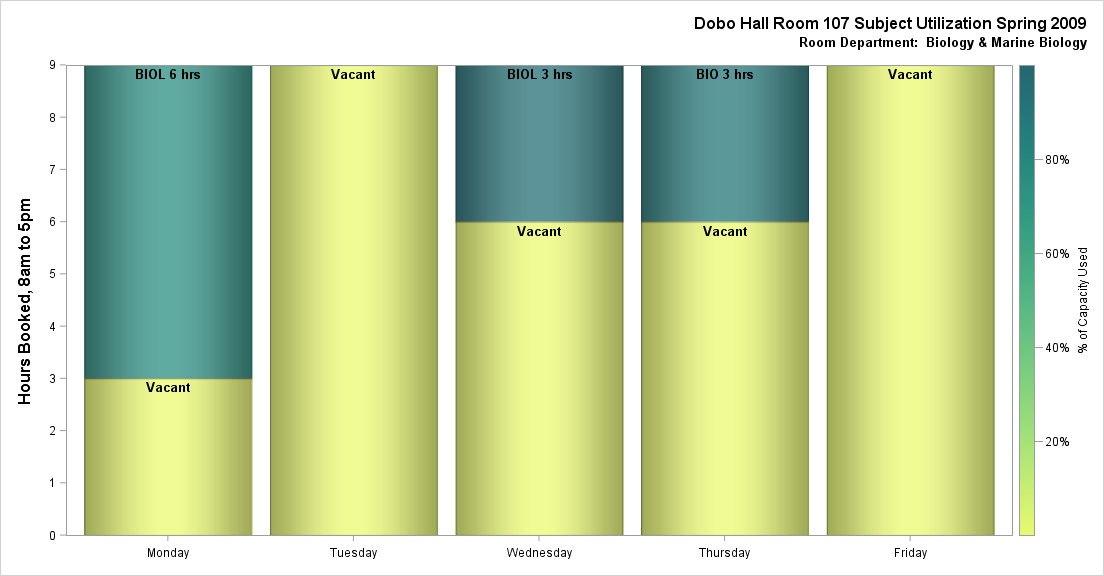 Dobo Hall Room 107 Subject Utilization Spring 2009
Room Department: Biology & Marine Biology
Hours Booked, 8am to 5pm
9
8
7
6
5
4
3
2
1
0
BIOL 6 hrs
Vacant
Vacant
BIOL 3 hrs
Vacant
BIO 3 hrs
Vacant
Vacant
Monday
Tuesday
Wednesday
Thursday
Friday
80%
60%
40%
20%
% of Capacity Used